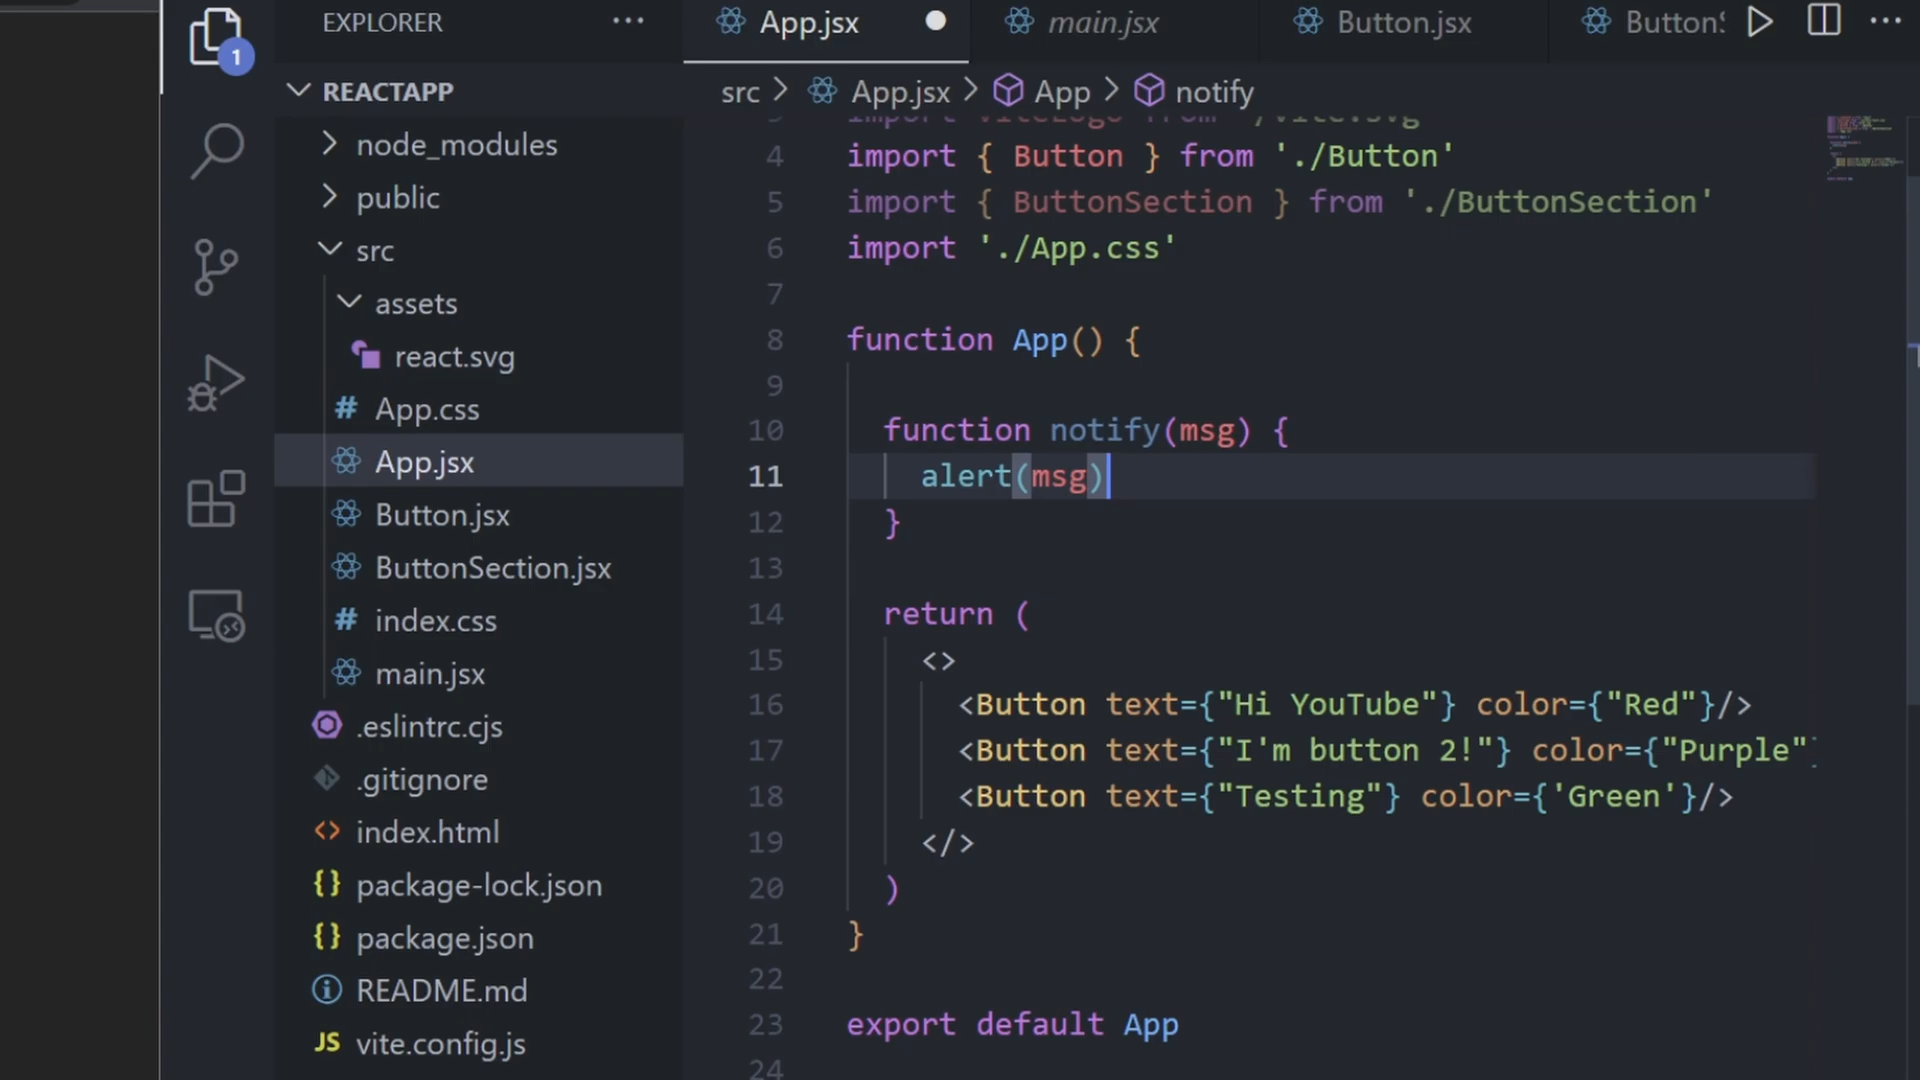 EXPLORER
App.jsx
main.jsx
Button.jsx
Button
1
REACTAPP
src > App.jsx > App > notify
node_modules
public
src
assets
react.svg
App.css
App.jsx
Button.jsx
ButtonSection.jsx
index.css
main.jsx
.eslintrc.cjs
.gitignore
index.html
package-lock.json
package.json
README.md
JS vite.config.js
4 import { Button } from './Button'
5 import { ButtonSection } from './ButtonSection'
6 import './App.css'
7
8 function App() {
9
10 function notify(msg) {
11 alert(msg)
12 }
13
14 return (
15 <>
16 <Button text={"Hi YouTube"} color={"Red"}/>
17 <Button text={"I'm button 2!"} color={"Purple"
18 <Button text={"Testing"} color={'Green'}/>
19 </>
20 )
21 }
22
23 export default App
24